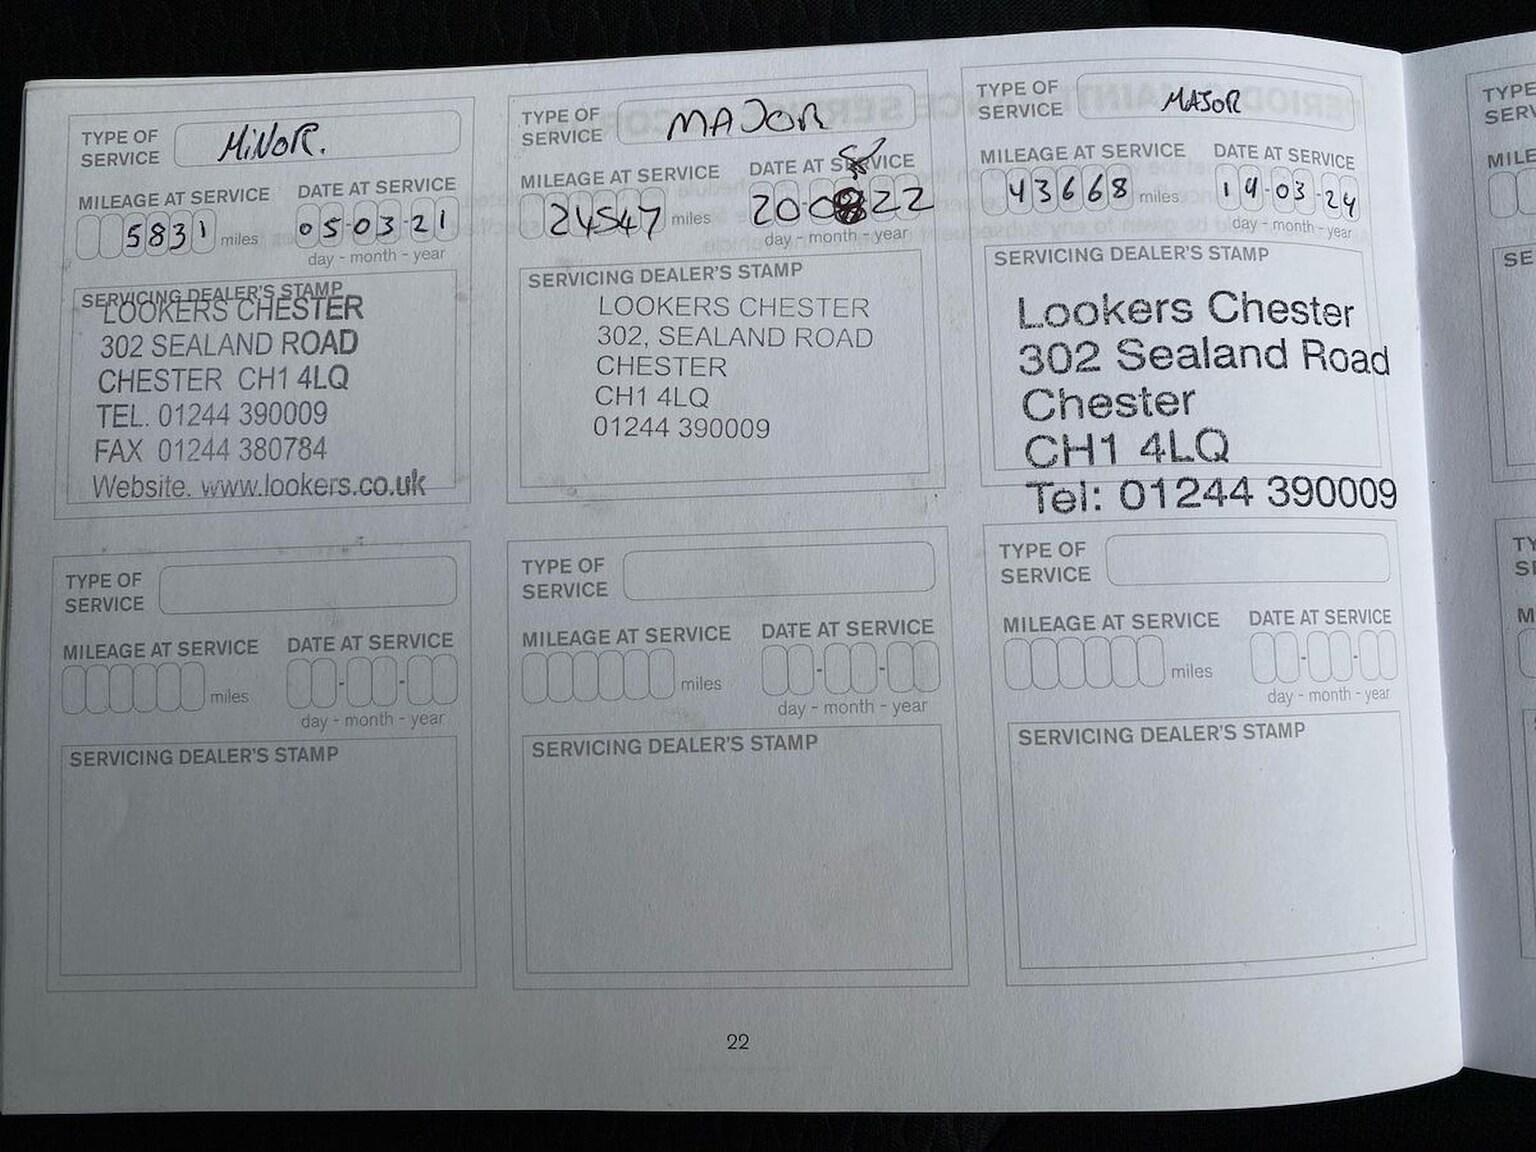 TYPE OF
SERVICE
MiNOR.
MILEAGE AT SERVICE
DATE AT SERVICE
5831 miles
05-03-21
day - month - year
SERVICING DEALER'S STAMP
LOOKERS CHESTER
302 SEALAND ROAD
CHESTER CH1 4LQ
TEL. 01244 390009
FAX 01244 380784
Website. www.lookers.co.uk
TYPE OF
SERVICE
MAJOR
MILEAGE AT SERVICE
DATE AT SERVICE
24547 miles
20-0 22
day - month - year
SERVICING DEALER'S STAMP
LOOKERS CHESTER
302, SEALAND ROAD
CHESTER
CH1 4LQ
01244 390009
TYPE OF
SERVICE
MAJOR
MILEAGE AT SERVICE
DATE AT SERVICE
43668 miles
19-03-24
day - month - year
SERVICING DEALER'S STAMP
Lookers Chester
302 Sealand Road
Chester
CH1 4LQ
Tel: 01244 390009
TYPE OF
SERVICE
MILEAGE AT SERVICE
DATE AT SERVICE
miles
day - month - year
SERVICING DEALER'S STAMP
TYPE OF
SERVICE
MILEAGE AT SERVICE
DATE AT SERVICE
miles
day - month - year
SERVICING DEALER'S STAMP
TYPE OF
SERVICE
MILEAGE AT SERVICE
DATE AT SERVICE
miles
day - month - year
SERVICING DEALER'S STAMP
22